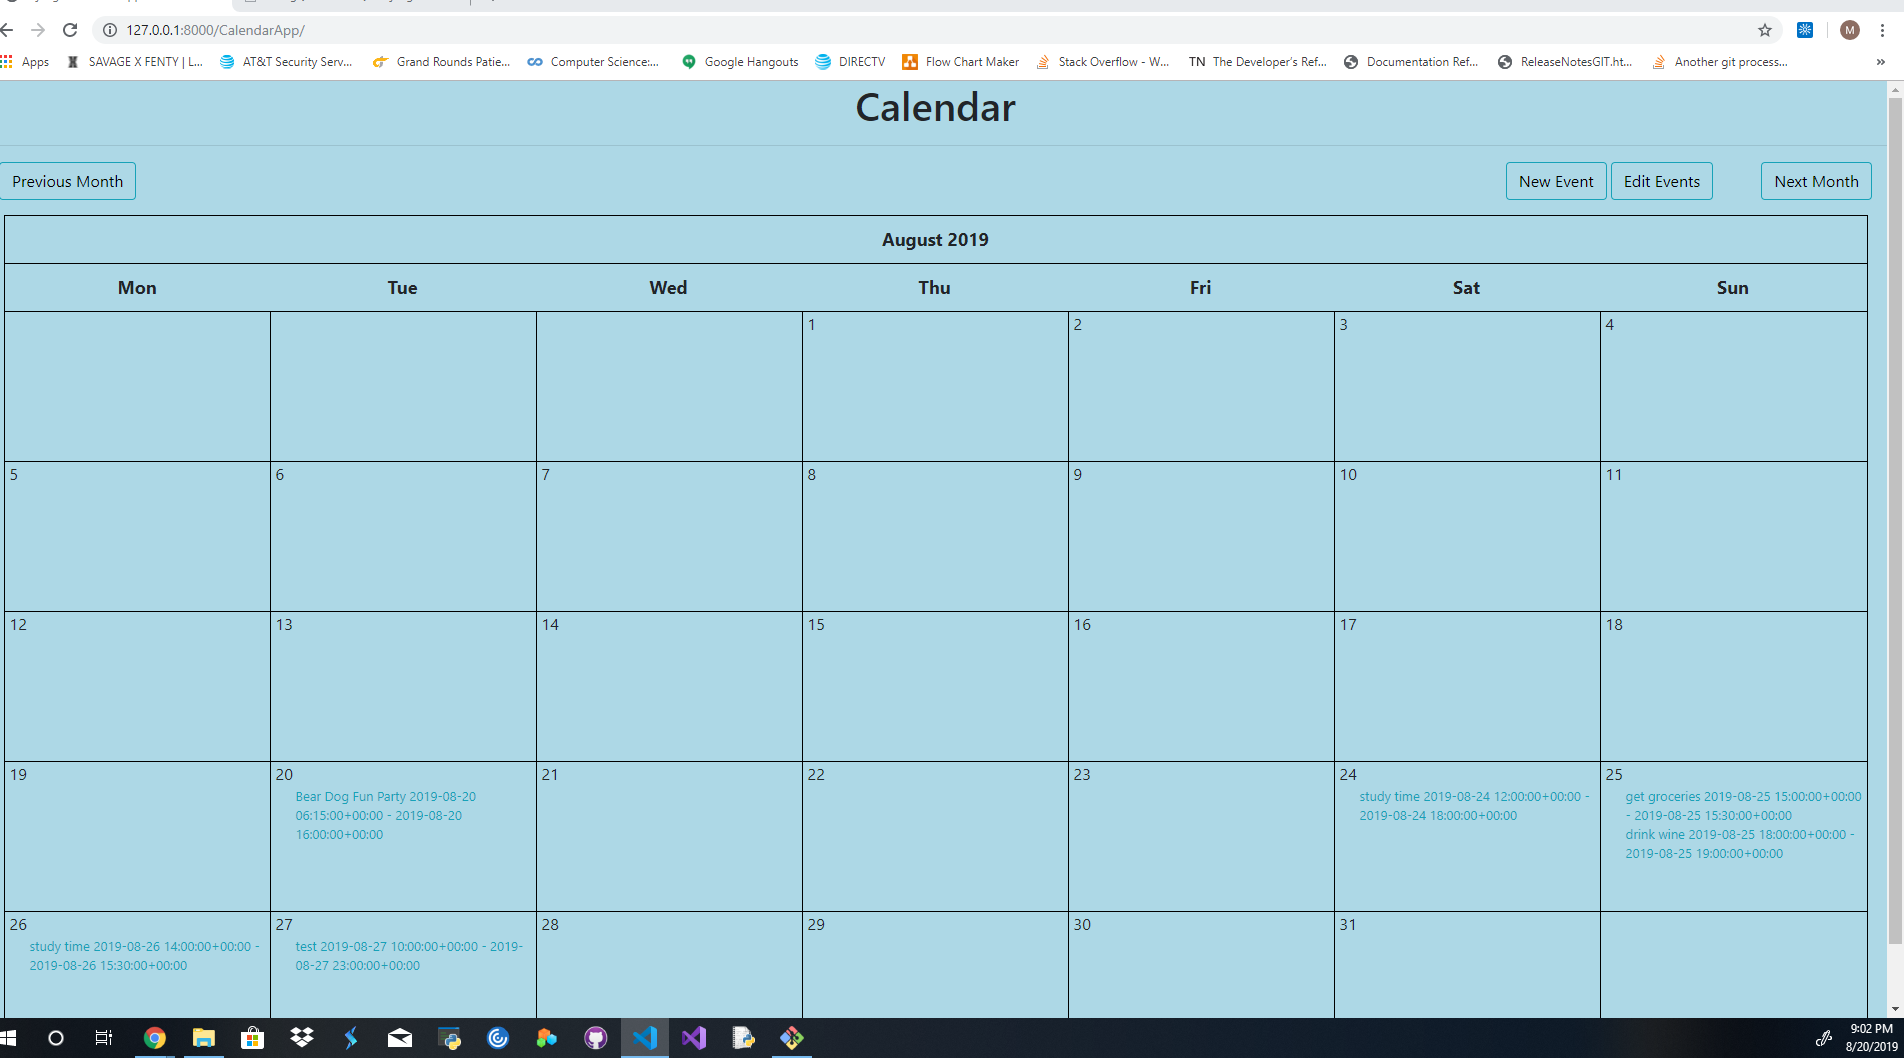 127.0.0.1:8000/CalendarApp/
M
Apps
SAVAGE X FENTY | L...
AT&T Security Serv...
Grand Rounds Patie...
Computer Science:...
Google Hangouts
DIRECTV
Flow Chart Maker
Stack Overflow - W...
TN The Developer's Ref...
Documentation Ref...
ReleaseNotesGIT.ht...
Another git process...
»
Calendar
Previous Month
New Event
Edit Events
Next Month
August 2019
Mon Tue Wed Thu Fri Sat Sun
1 2 3 4
5 6 7 8 9 10 11
12 13 14 15 16 17 18
19
20
Bear Dog Fun Party 2019-08-20
06:15:00+00:00 - 2019-08-20
16:00:00+00:00
21
22
23
24
study time 2019-08-24 12:00:00+00:00 -
2019-08-24 18:00:00+00:00
25
get groceries 2019-08-25 15:00:00+00:00
- 2019-08-25 15:30:00+00:00
drink wine 2019-08-25 18:00:00+00:00 -
2019-08-25 19:00:00+00:00
26
study time 2019-08-26 14:00:00+00:00 -
2019-08-26 15:30:00+00:00
27
test 2019-08-27 10:00:00+00:00 - 2019-
08-27 23:00:00+00:00
28
29
30
31
9:02 PM
8/20/2019